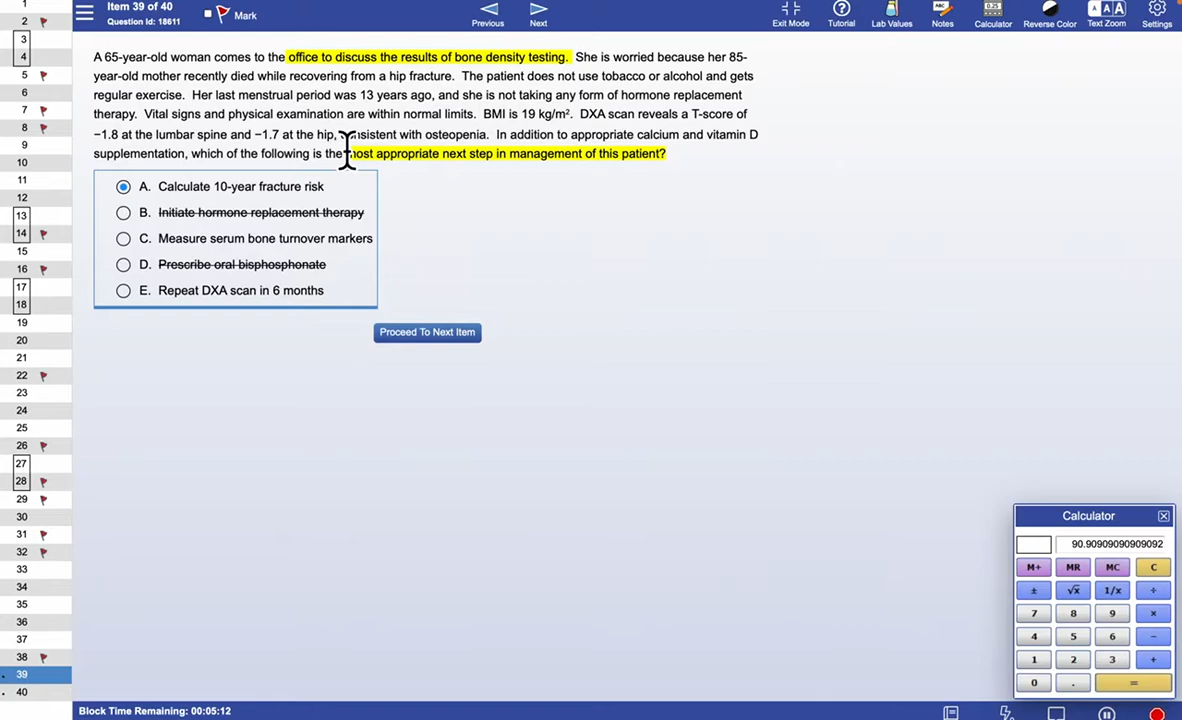 Item 39 of 40
Question Id: 18611
Mark
Previous
Next
Exit Mode
Tutorial
Lab Values
Notes
Calculator
Reverse Color
Text Zoom
Settings
1
2
3
4
5
6
7
8
9
10
11
12
13
14
15
16
17
18
19
20
21
22
23
24
25
26
27
28
29
30
31
32
33
34
35
36
37
38
39
40
A 65-year-old woman comes to the office to discuss the results of bone density testing. She is worried because her 85-
year-old mother recently died while recovering from a hip fracture. The patient does not use tobacco or alcohol and gets
regular exercise. Her last menstrual period was 13 years ago, and she is not taking any form of hormone replacement
therapy. Vital signs and physical examination are within normal limits. BMI is 19 kg/m². DXA scan reveals a T-score of
−1.8 at the lumbar spine and −1.7 at the hip, consistent with osteopenia. In addition to appropriate calcium and vitamin D
supplementation, which of the following is the most appropriate next step in management of this patient?
A. Calculate 10-year fracture risk
B. Initiate hormone replacement therapy
C. Measure serum bone turnover markers
D. Prescribe oral bisphosphonate
E. Repeat DXA scan in 6 months
Proceed To Next Item
Calculator
90.90909090909092
M+ MR MC C
± √x 1/x ÷
7 8 9 ×
4 5 6 −
1 2 3 +
0 . =
Block Time Remaining: 00:05:12